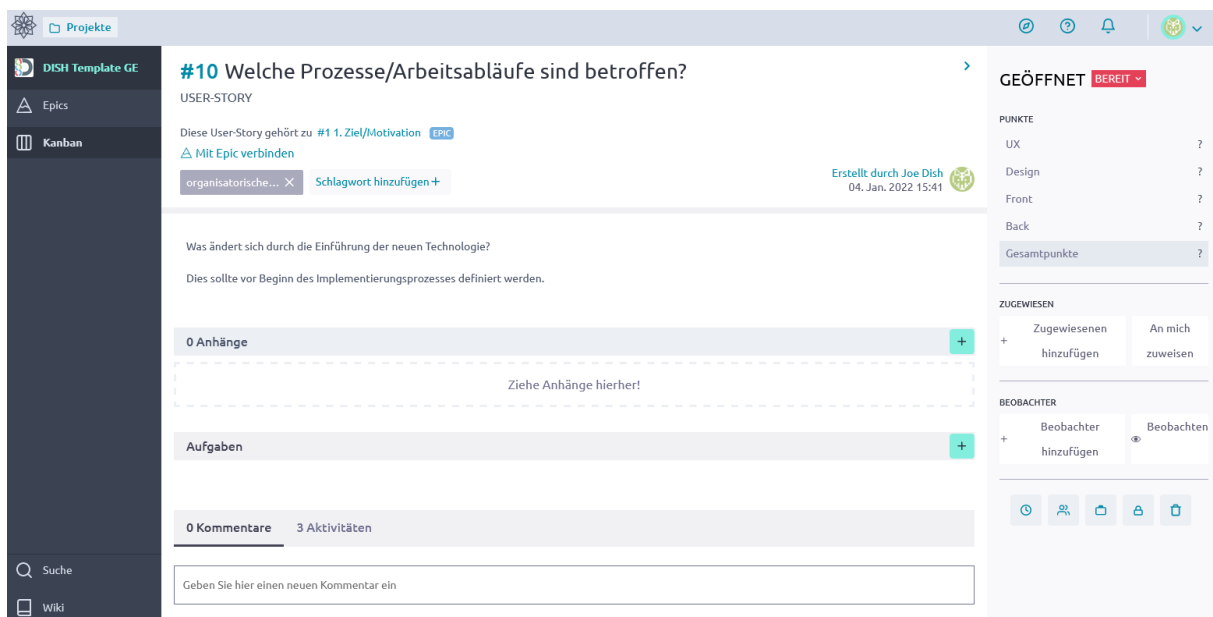 Projekte
DISH Template GE
Epics
Kanban
Suche
Wiki
#10 Welche Prozesse/Arbeitsabläufe sind betroffen?
USER-STORY
Diese User-Story gehört zu #1 1. Ziel/Motivation EPIC
Mit Epic verbinden
organisatorische... Schlagwort hinzufügen+
Erstellt durch Joe Dish
04. Jan. 2022 15:41
Was ändert sich durch die Einführung der neuen Technologie?
Dies sollte vor Beginn des Implementierungsprozesses definiert werden.
0 Anhänge
Ziehe Anhänge hierher!
Aufgaben
0 Kommentare 3 Aktivitäten
Geben Sie hier einen neuen Kommentar ein
GEÖFFNET BEREIT
PUNKTE
UX ?
Design ?
Front ?
Back ?
Gesamtpunkte ?
ZUGEWIESEN
+ Zugewiesenen
hinzufügen
An mich
zuweisen
BEOBACHTER
+ Beobachter
hinzufügen
Beobachten